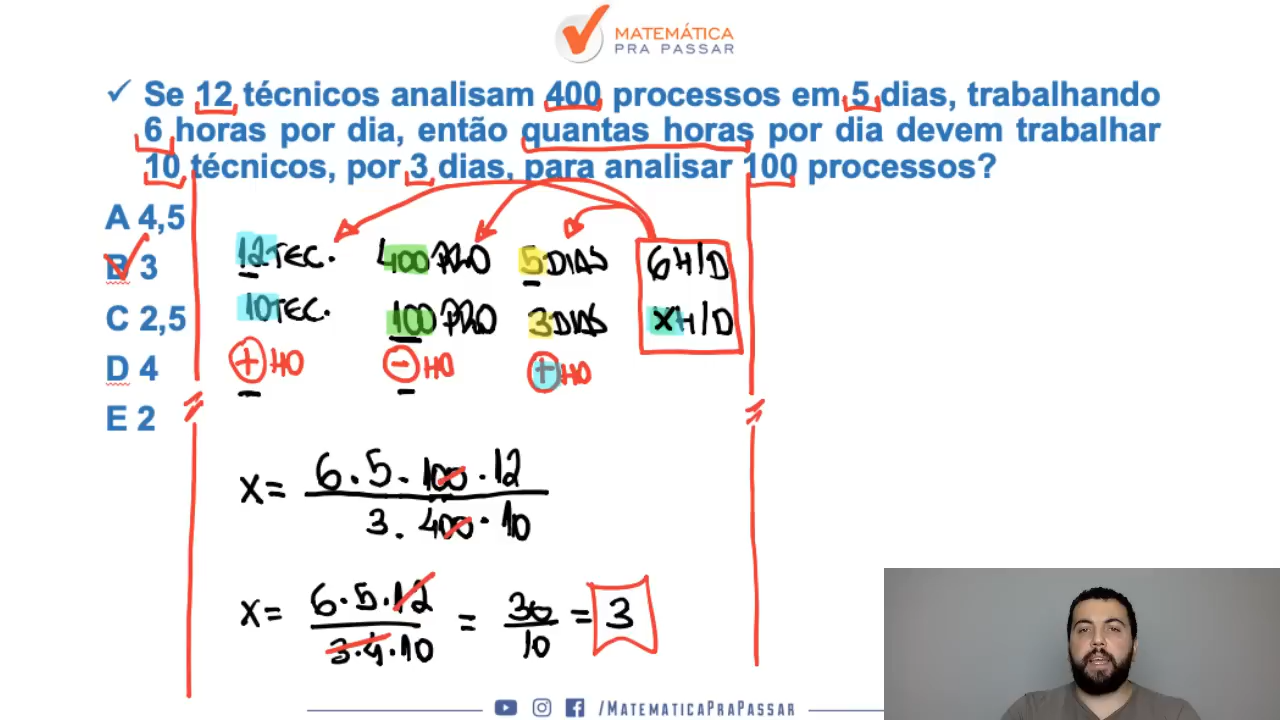 MATEMÁTICA
PRA PASSAR
✓ Se 12 técnicos analisam 400 processos em 5 dias, trabalhando
6 horas por dia, então quantas horas por dia devem trabalhar
10 técnicos, por 3 dias, para analisar 100 processos?
A 4,5
B 3
C 2,5
D 4
E 2
12 TEC. 400 PRO 5 DIAS 6 H/D
10 TEC. 100 PRO 3 DIAS X H/D
+ HO - HO + HO
X = 6.5.100.12
3.400.10
X = 6.5.12 = 30 = 3
3.4.10 10
/MATEMATICAPRAPASSAR